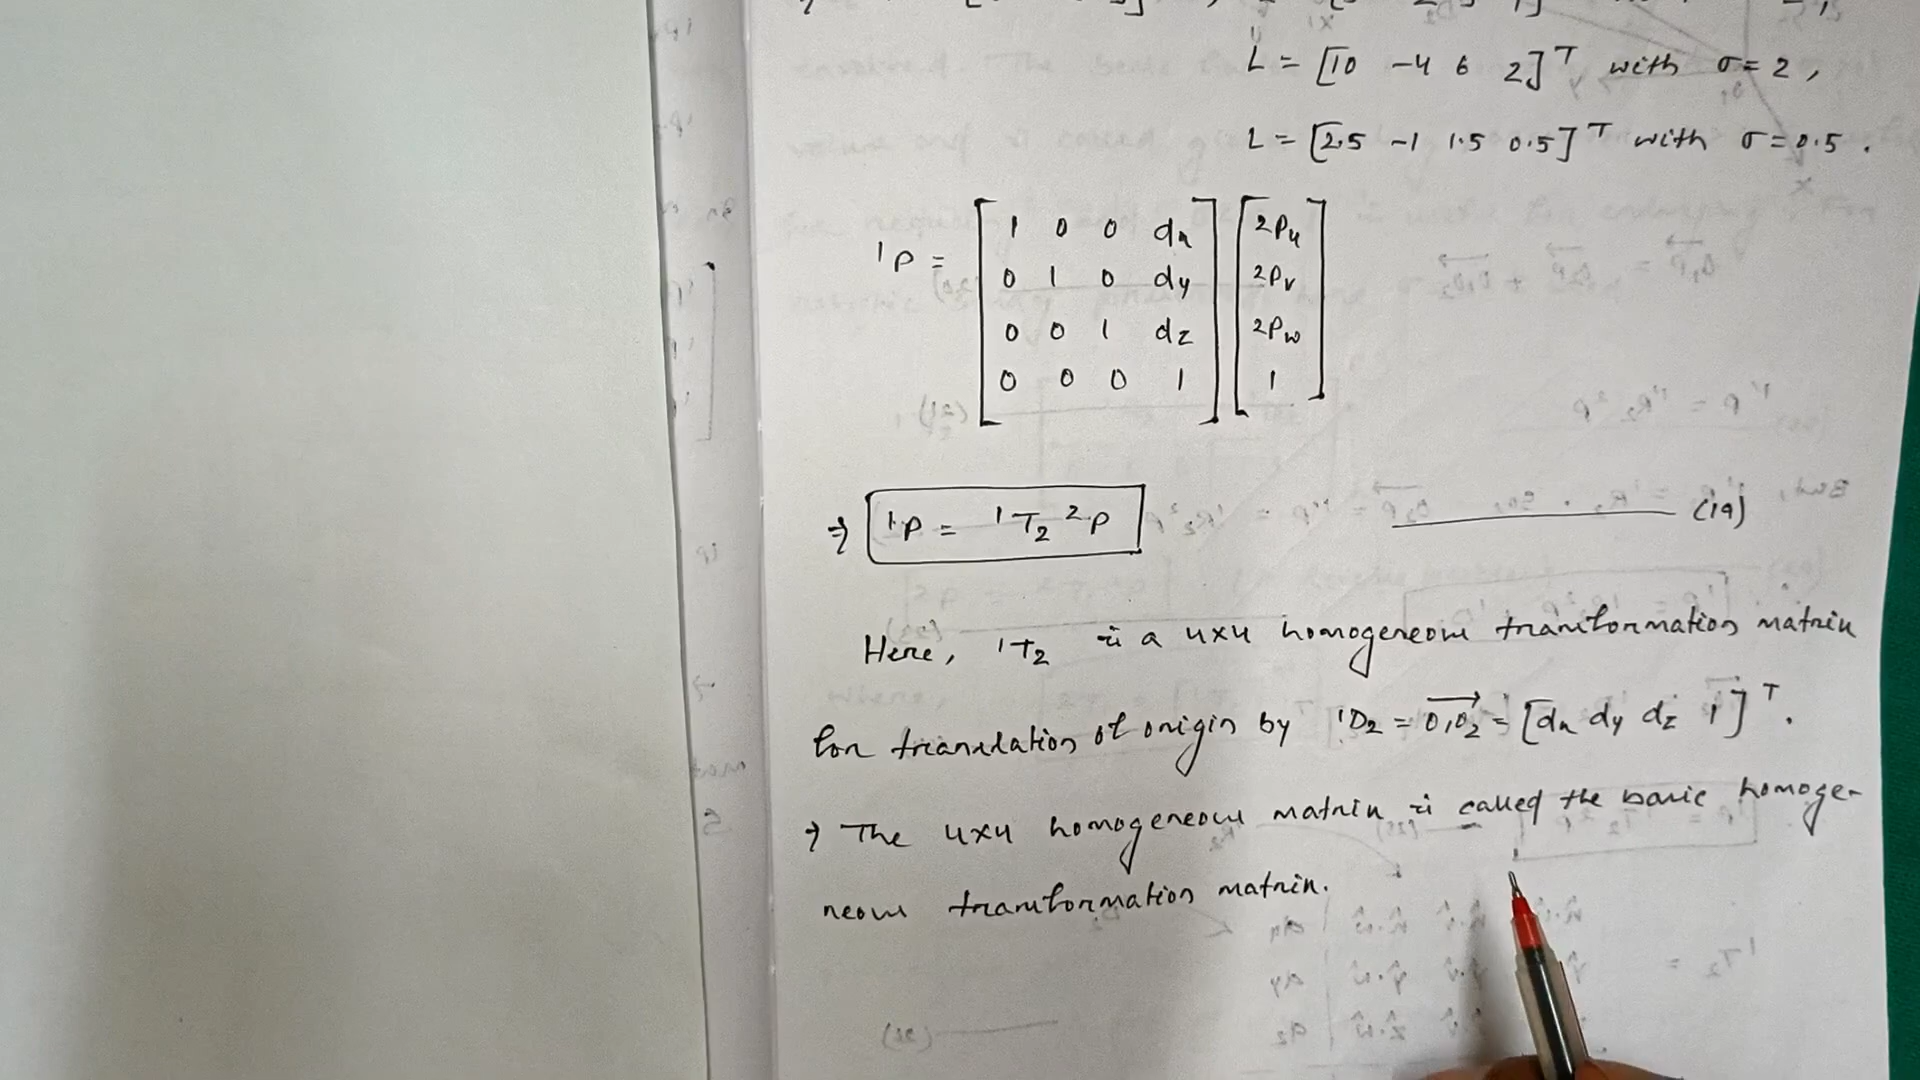 L = [10 -4 6 2]ᵀ with σ = 2,
L = [2.5 -1 1.5 0.5]ᵀ with σ = 0.5.
¹P = [1 0 0 dx] [2Pu]
[0 1 0 dy] [2Pv]
[0 0 1 dz] [2Pw]
[0 0 0 1] [1]
⇒ ¹P = ¹T₂ ²P ——— (19)
Here, ¹T₂ is a 4x4 homogeneous transformation matrix
for translation of origin by ¹D₂ = O₁O₂ = [dx dy dz 1]ᵀ.
→ The 4x4 homogeneous matrix is called the basic homoge-
neous transformation matrix.